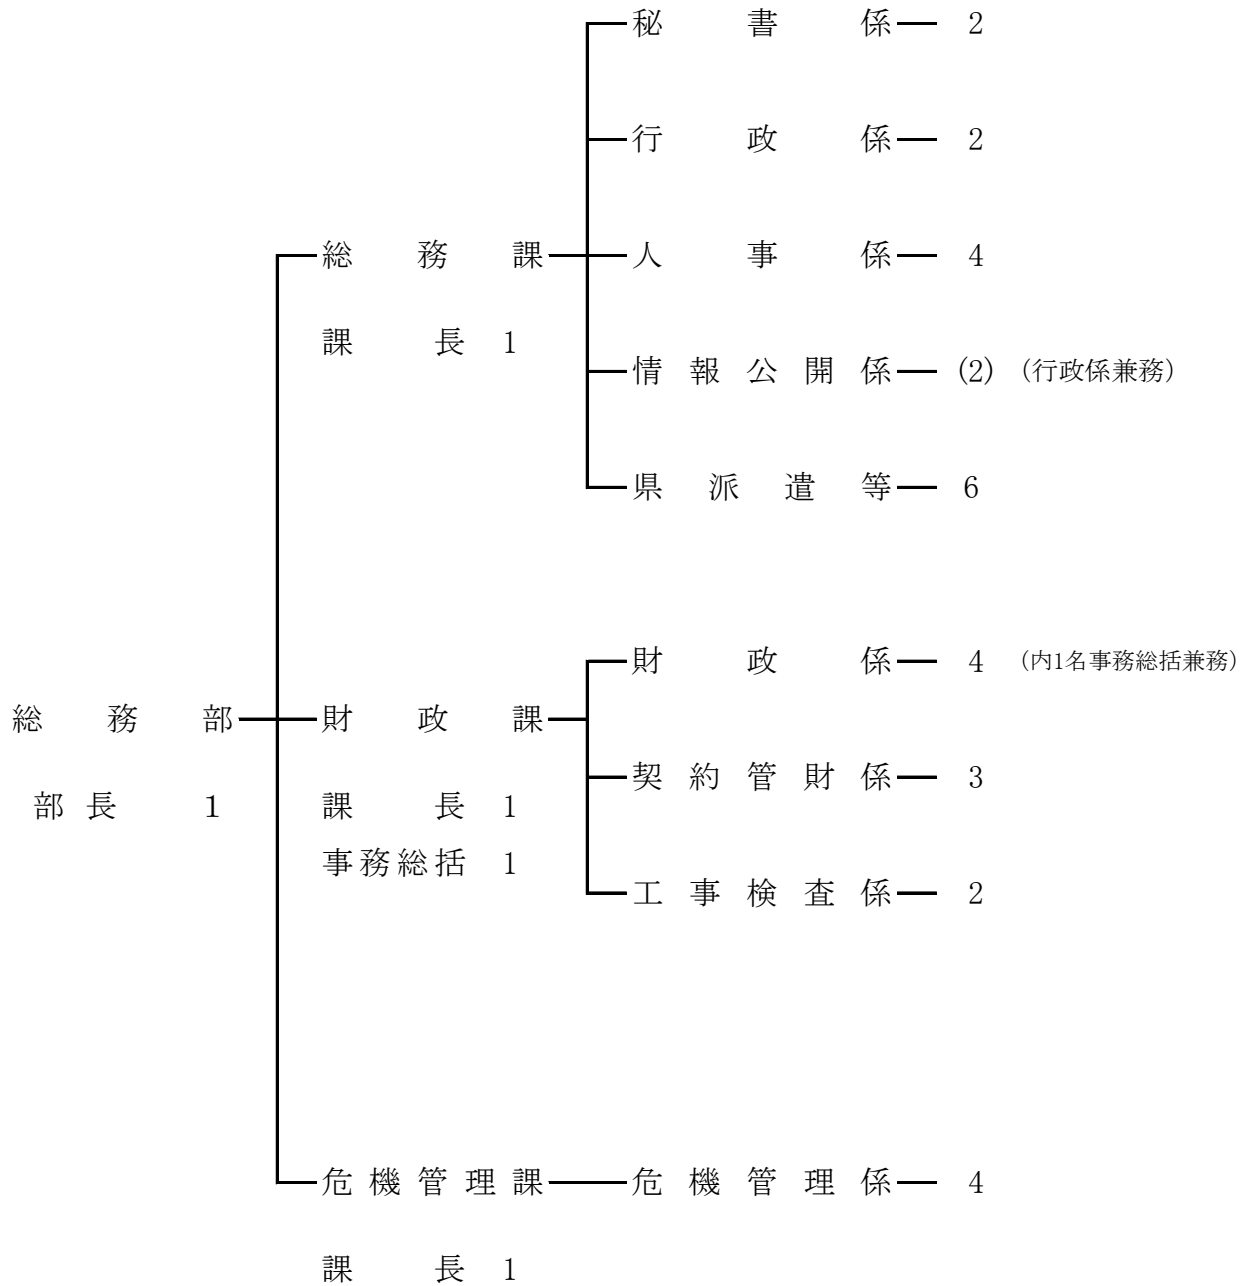 秘書係 2
行政係 2
総務課 人事係 4
課長 1
情報公開係 (2) (行政係兼務)
県派遣等 6
財政係 4 (内1名事務総括兼務)
総務部 財政課
契約管財係 3
部長 1 課長 1
事務総括 1
工事検査係 2
危機管理課 危機管理係 4
課長 1